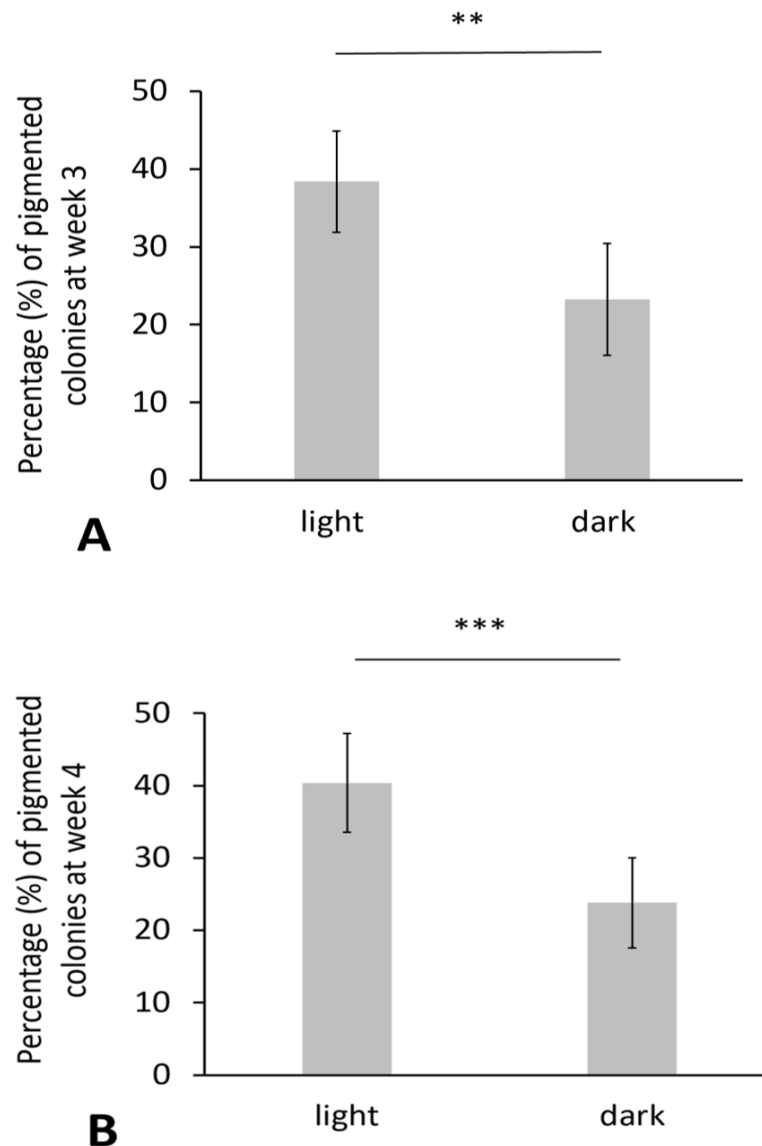 **
Percentage (%) of pigmented
colonies at week 3
50
40
30
20
10
0
light dark
A
***
Percentage (%) of pigmented
colonies at week 4
50
40
30
20
10
0
light dark
B